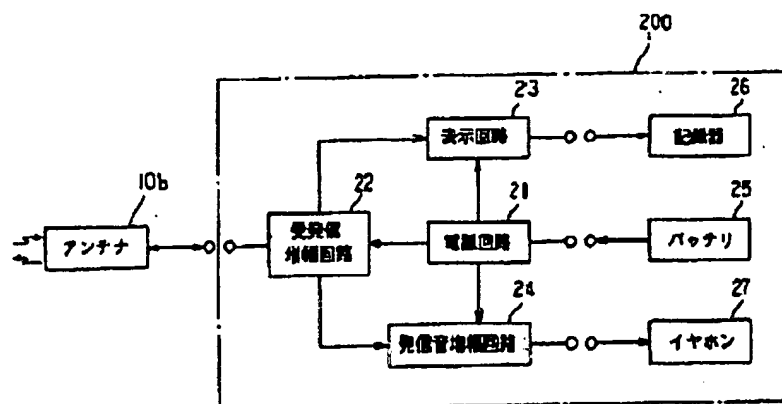 200
23
26
表示回路
記録器
10b
22
21
25
アンテナ
受発信
増幅回路
電源回路
バッテリ
24
27
発信音増幅回路
イヤホン